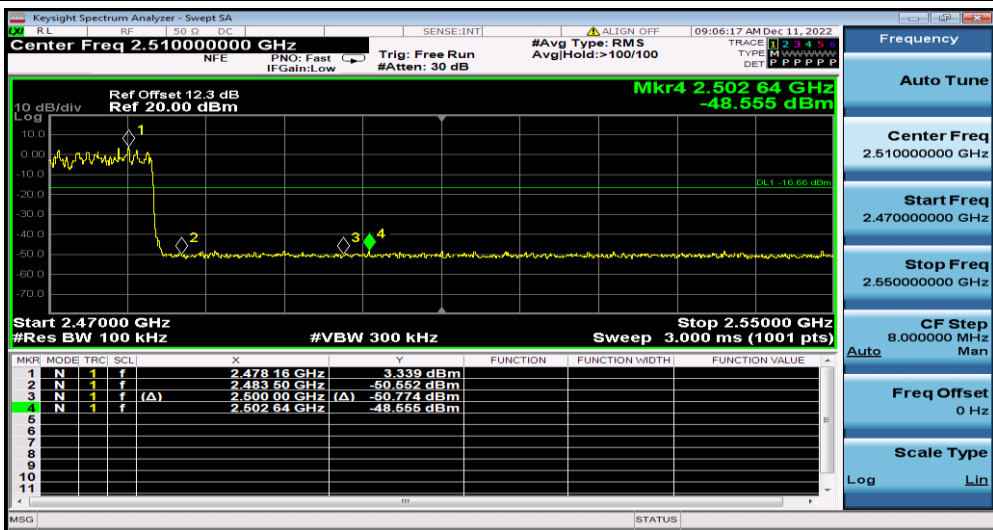 Keysight Spectrum Analyzer - Swept SA
LXI RL RF 50 Ω DC SENSE:INT ALIGN OFF 09:06:17 AM Dec 11, 2022
Center Freq 2.510000000 GHz
NFE PNO: Fast IFGain:Low
Trig: Free Run
#Atten: 30 dB
#Avg Type: RMS
Avg|Hold:>100/100
TRACE 1 2 3 4 5 6
TYPE M W W W W W
DET P P P P P P
Ref Offset 12.3 dB
10 dB/div Ref 20.00 dBm
Log
Mkr4 2.502 64 GHz
-48.555 dBm
10.0
0.00
-10.0
-20.0
-30.0
-40.0
-50.0
-60.0
-70.0
1
2
3
4
DL1 -16.66 dBm
Start 2.47000 GHz Stop 2.55000 GHz
#Res BW 100 kHz #VBW 300 kHz Sweep 3.000 ms (1001 pts)
MKR MODE TRC SCL X Y FUNCTION FUNCTION WIDTH FUNCTION VALUE
1 N 1 f 2.478 16 GHz 3.339 dBm
2 N 1 f 2.483 50 GHz -50.552 dBm
3 N 1 f (Δ) 2.500 00 GHz (Δ) -50.774 dBm
4 N 1 f 2.502 64 GHz -48.555 dBm
5
6
7
8
9
10
11
MSG STATUS
Frequency
Auto Tune
Center Freq
2.510000000 GHz
Start Freq
2.470000000 GHz
Stop Freq
2.550000000 GHz
CF Step
8.000000 MHz
Auto Man
Freq Offset
0 Hz
Scale Type
Log Lin